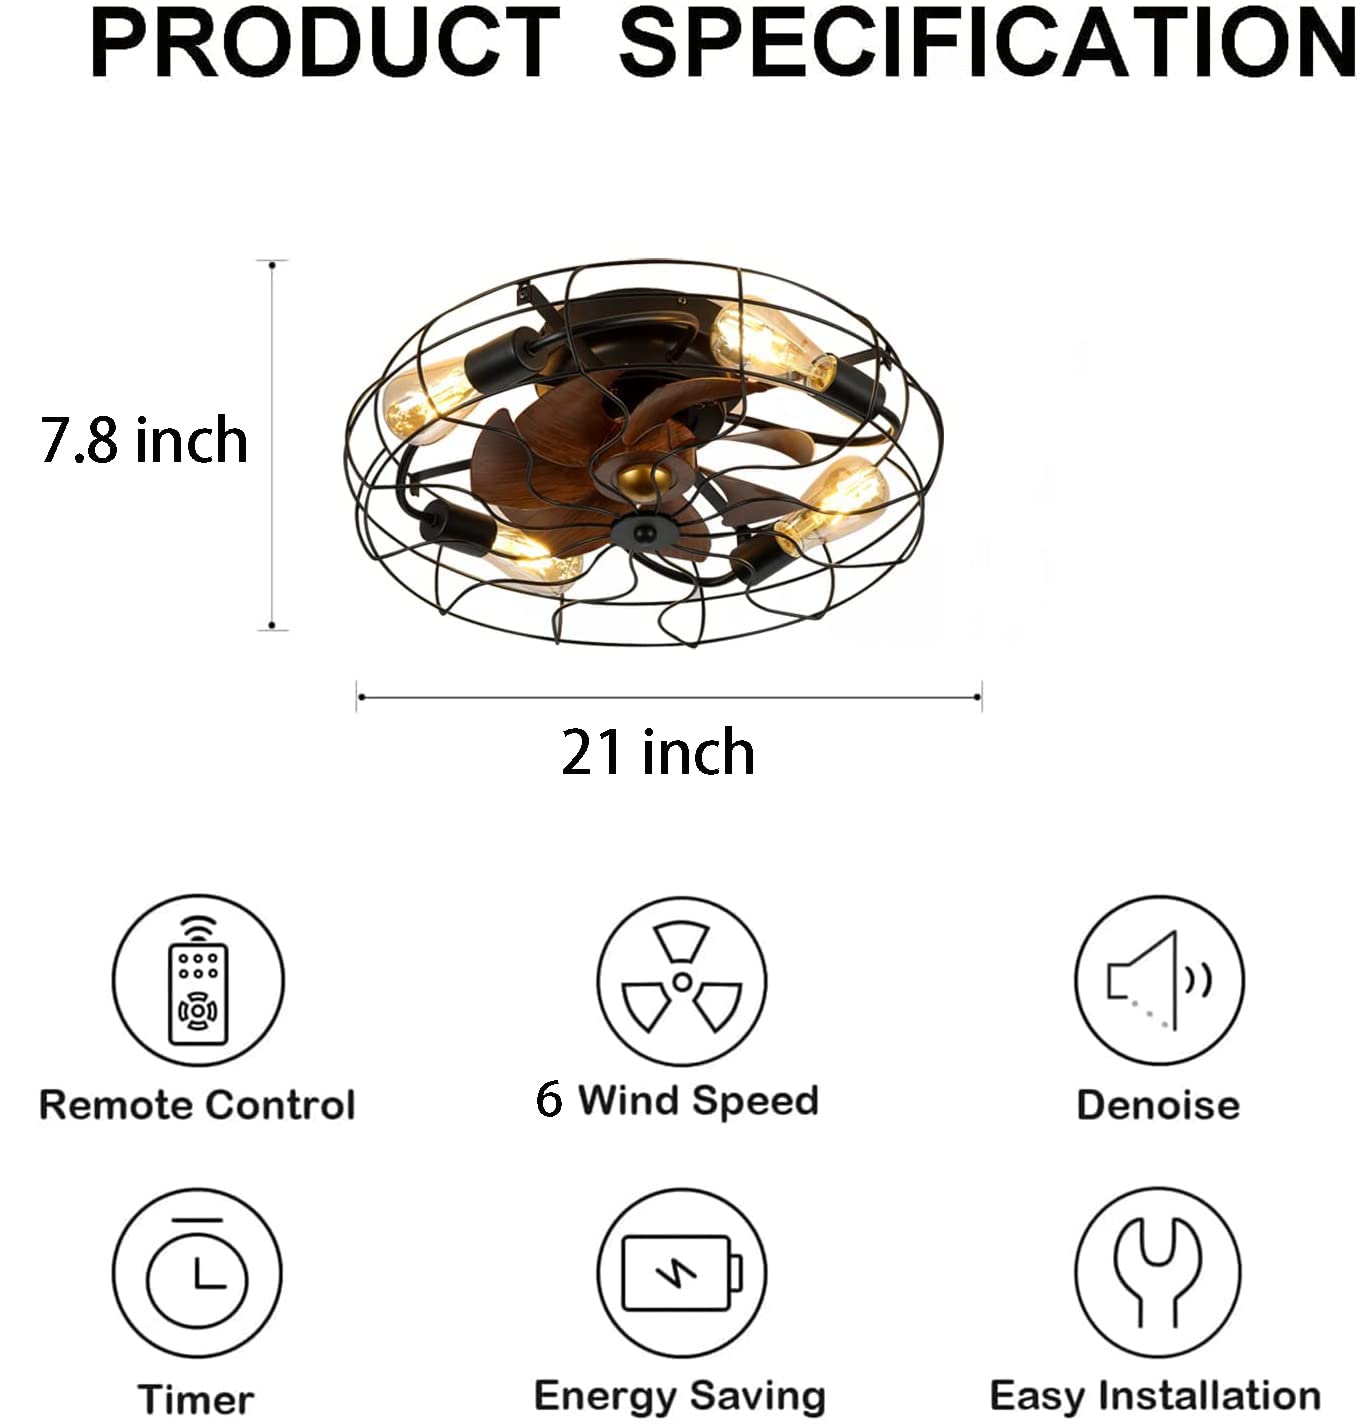 PRODUCT SPECIFICATION
7.8 inch
21 inch
Remote Control
6 Wind Speed
Denoise
Timer
Energy Saving
Easy Installation